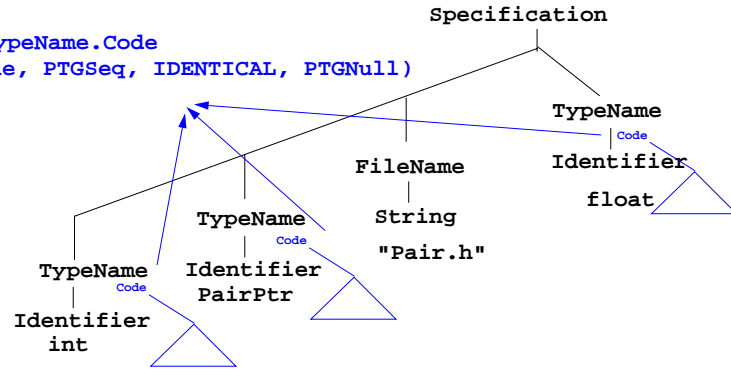 Specification
ypeName.Code
e, PTGSeq, IDENTICAL, PTGNull)
TypeName
Code
FileName
Identifier
TypeName
String
float
Code
"Pair.h"
TypeName
Identifier
Code
PairPtr
Identifier
int